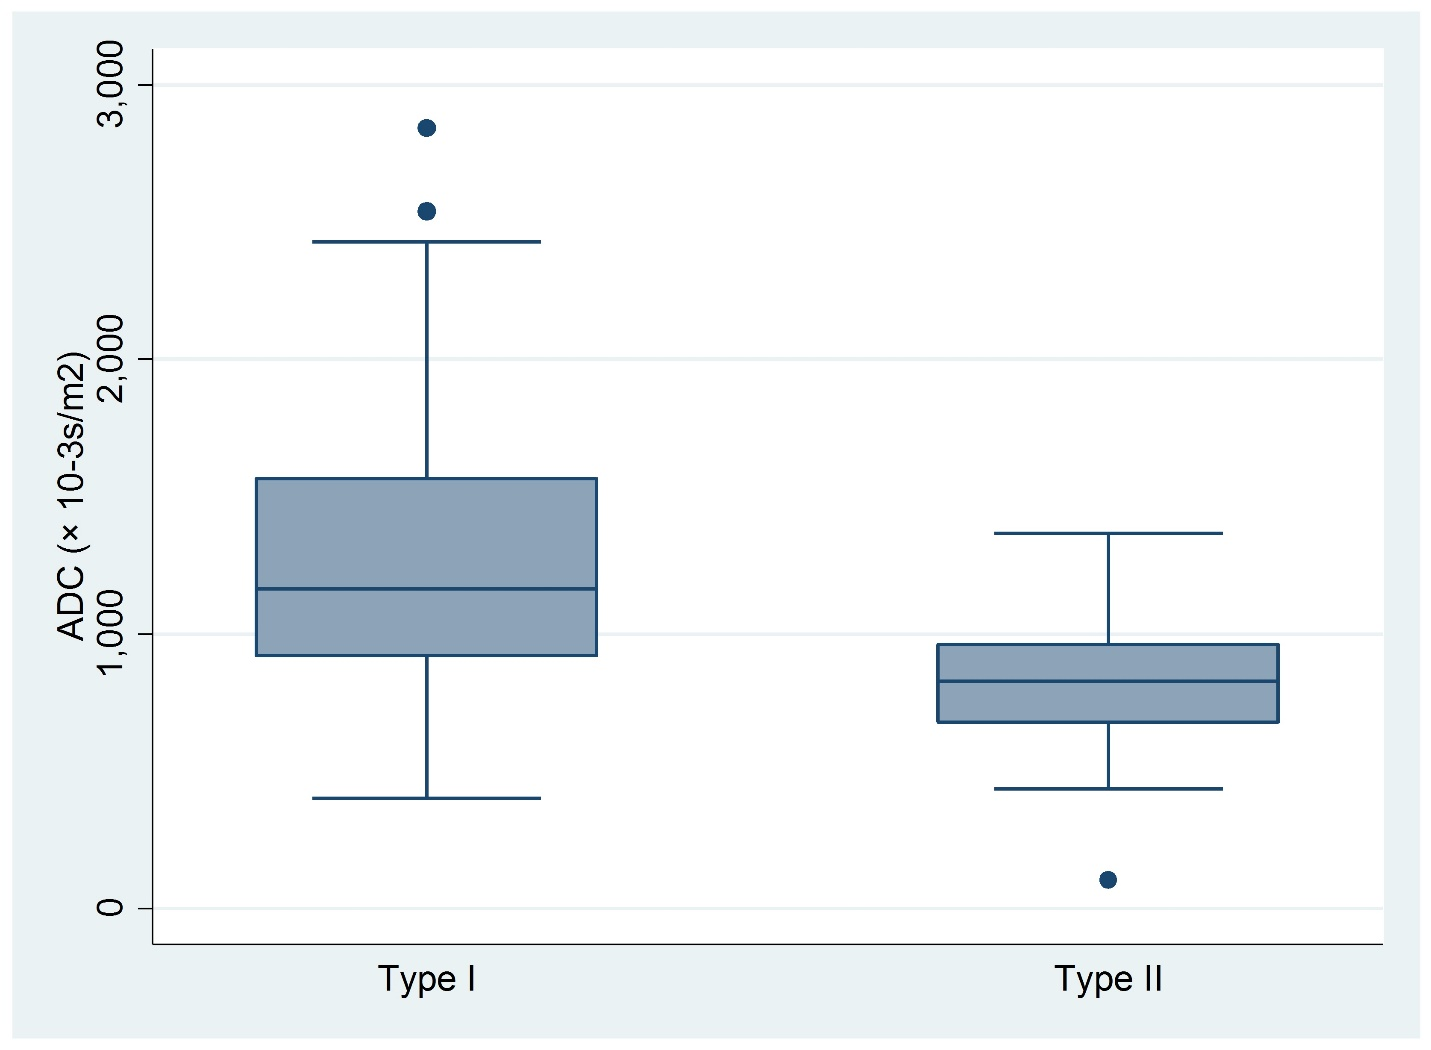 ADC (× 10-3s/m2)
3,000
2,000
1,000
0
Type I
Type II